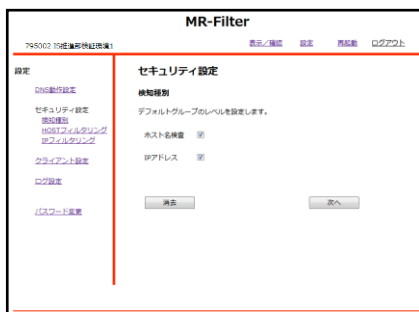 MR-Filter
795002 IS推進部検証環境1
表示/確認 設定 再起動 ログアウト
設定
DNS動作設定
セキュリティ設定
検知種別
HOSTフィルタリング
IPフィルタリング
クライアント設定
ログ設定
パスワード変更
セキュリティ設定
検知種別
デフォルトグループのレベルを設定します。
ホスト名検査
IPアドレス
消去
次へ